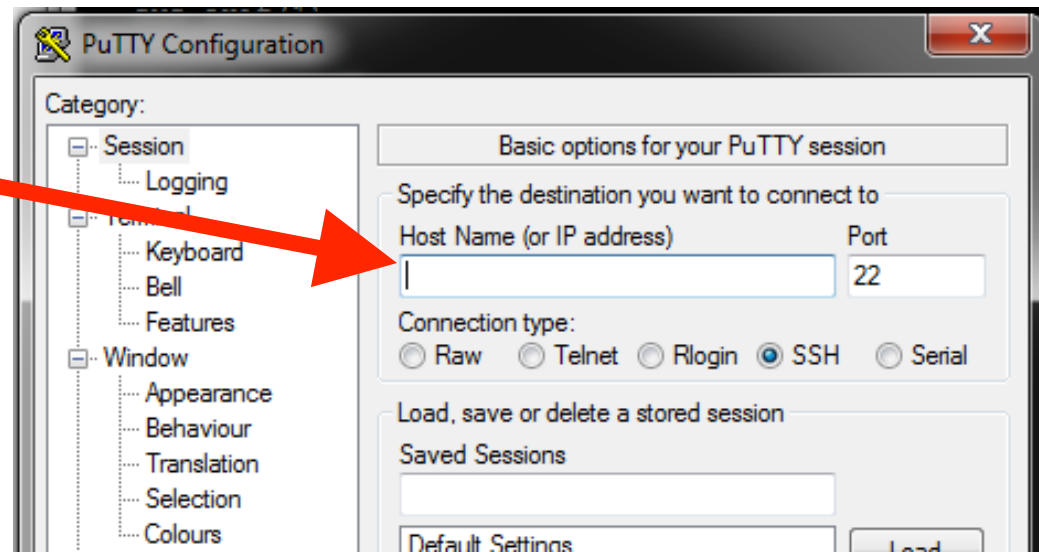 PuTTY Configuration
x
Category:
Session
Logging
Terminal
Keyboard
Bell
Features
Window
Appearance
Behaviour
Translation
Selection
Colours
Basic options for your PuTTY session
Specify the destination you want to connect to
Host Name (or IP address) Port
22
Connection type:
Raw Telnet Rlogin SSH Serial
Load, save or delete a stored session
Saved Sessions
Default Settings
Load